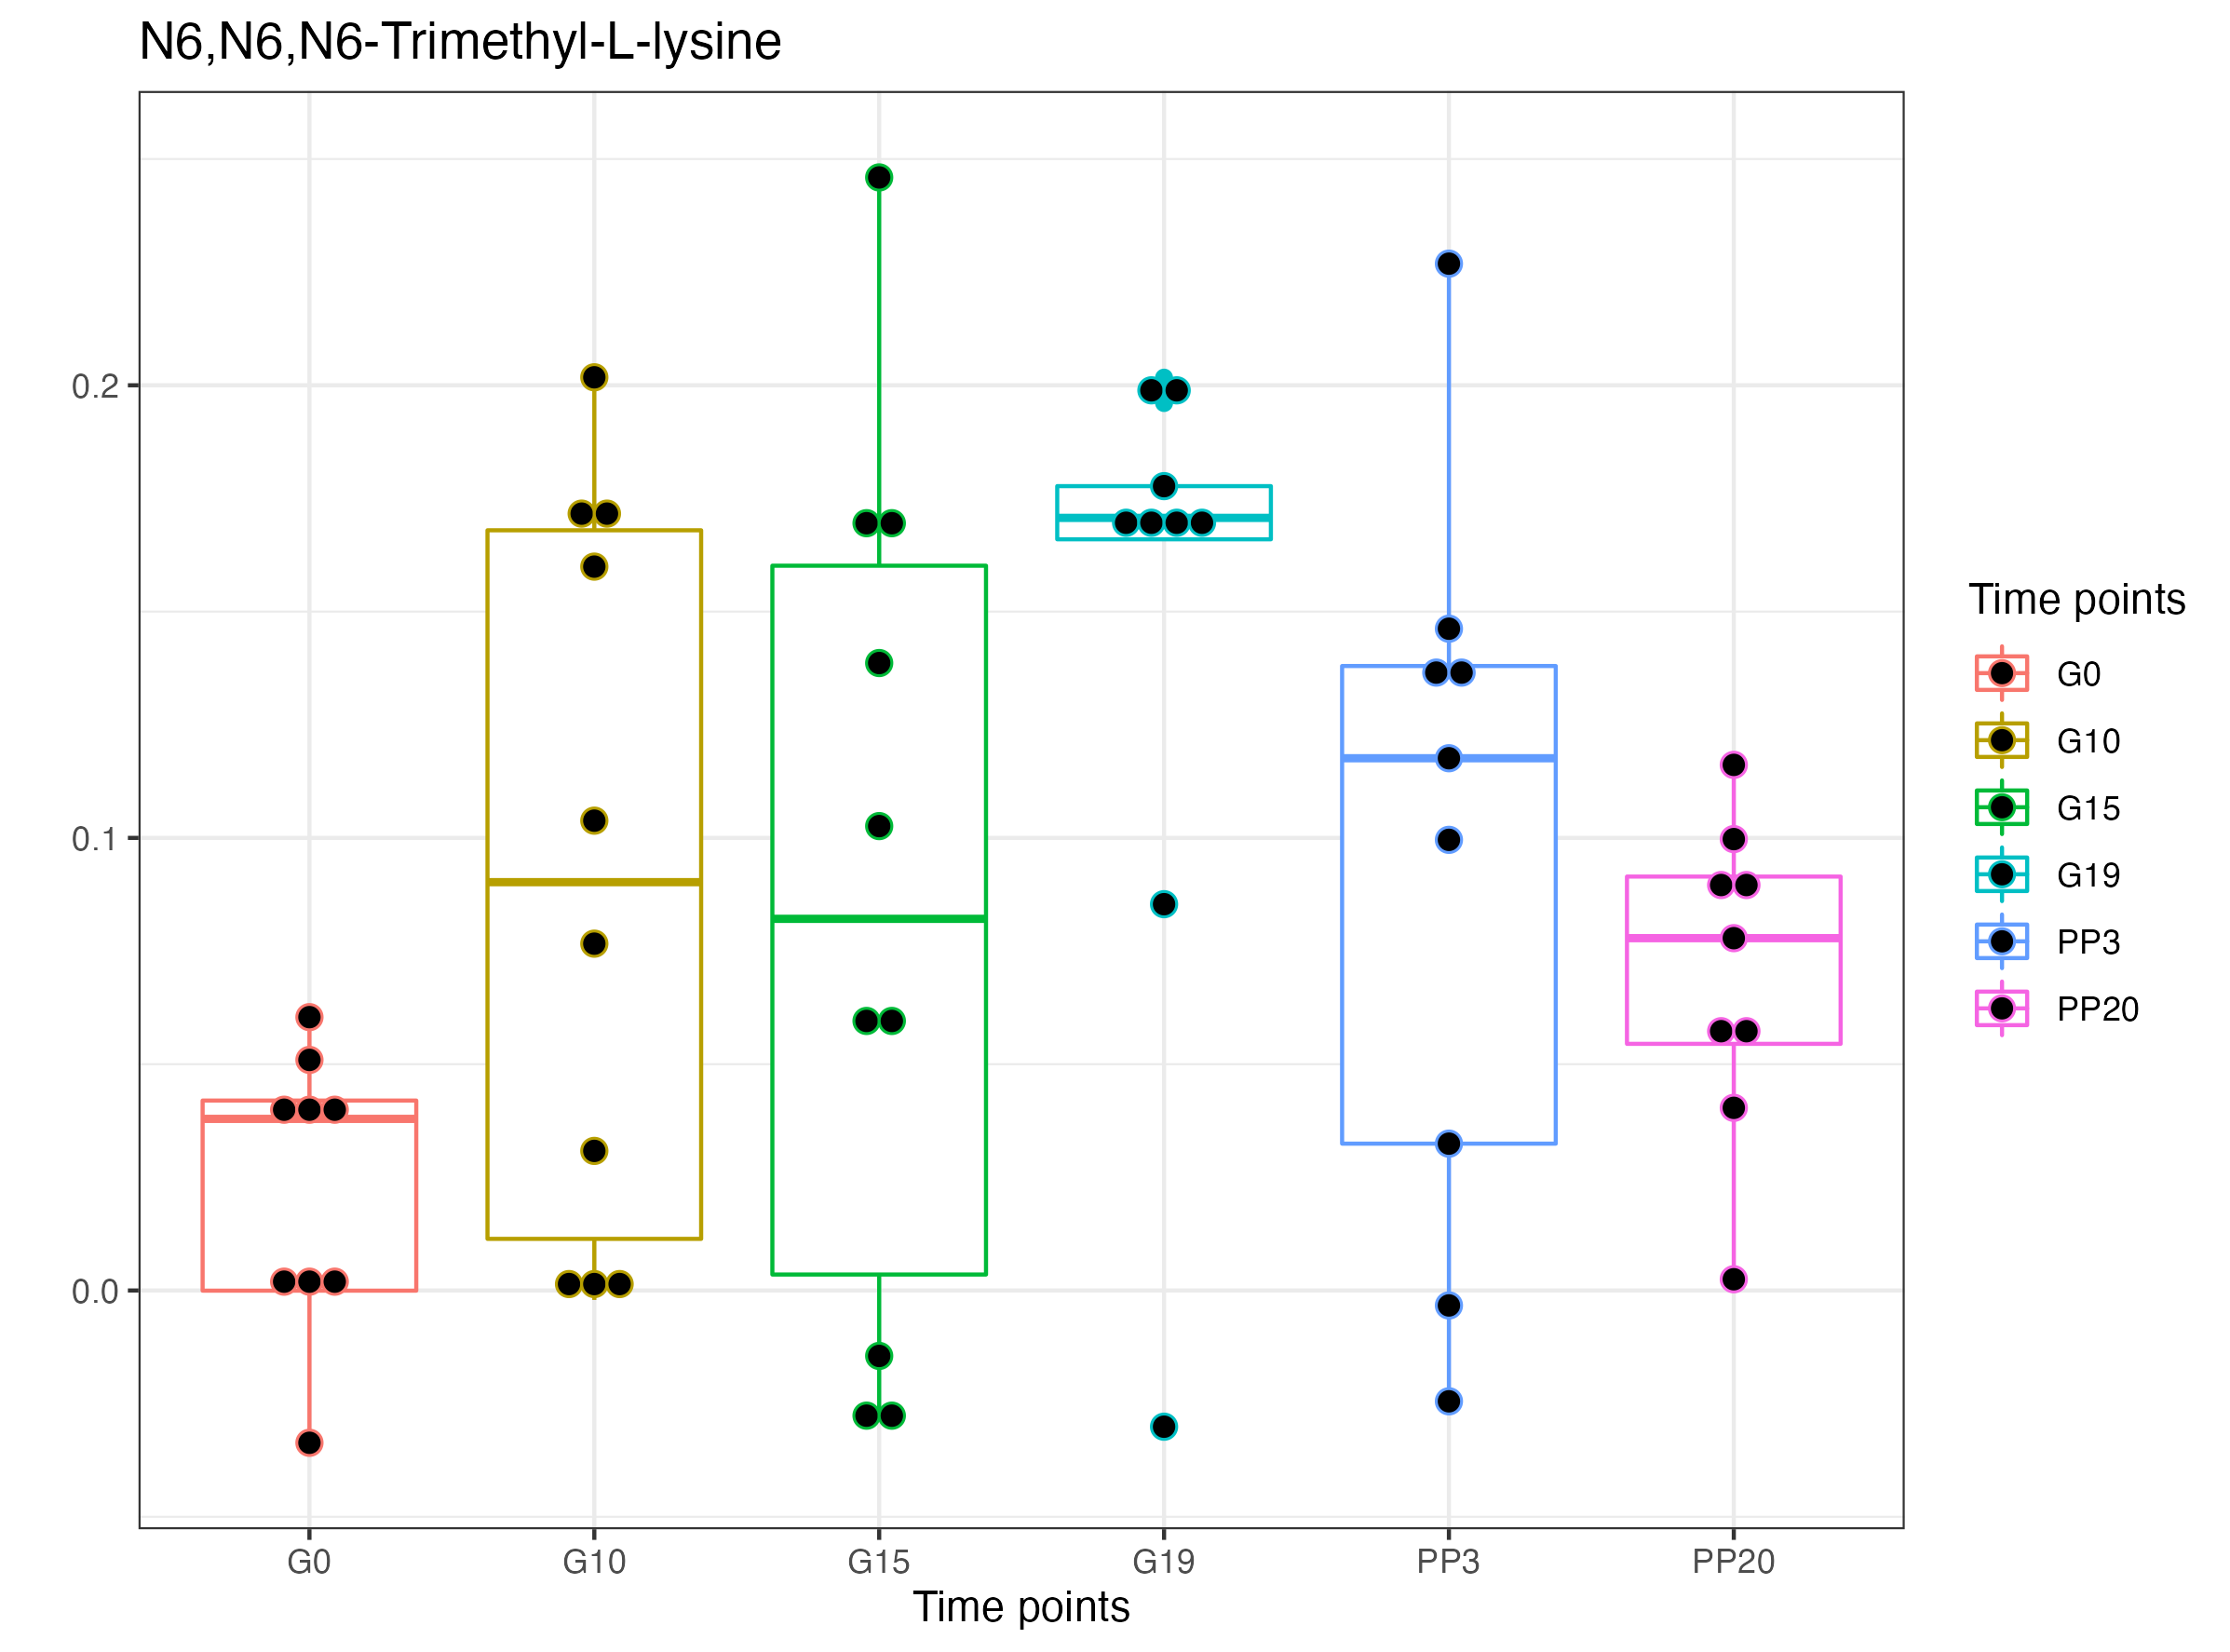 N6,N6,N6-Trimethyl-L-lysine
0.2
0.1
0.0
G0 G10 G15 G19 PP3 PP20
Time points
Time points
G0
G10
G15
G19
PP3
PP20